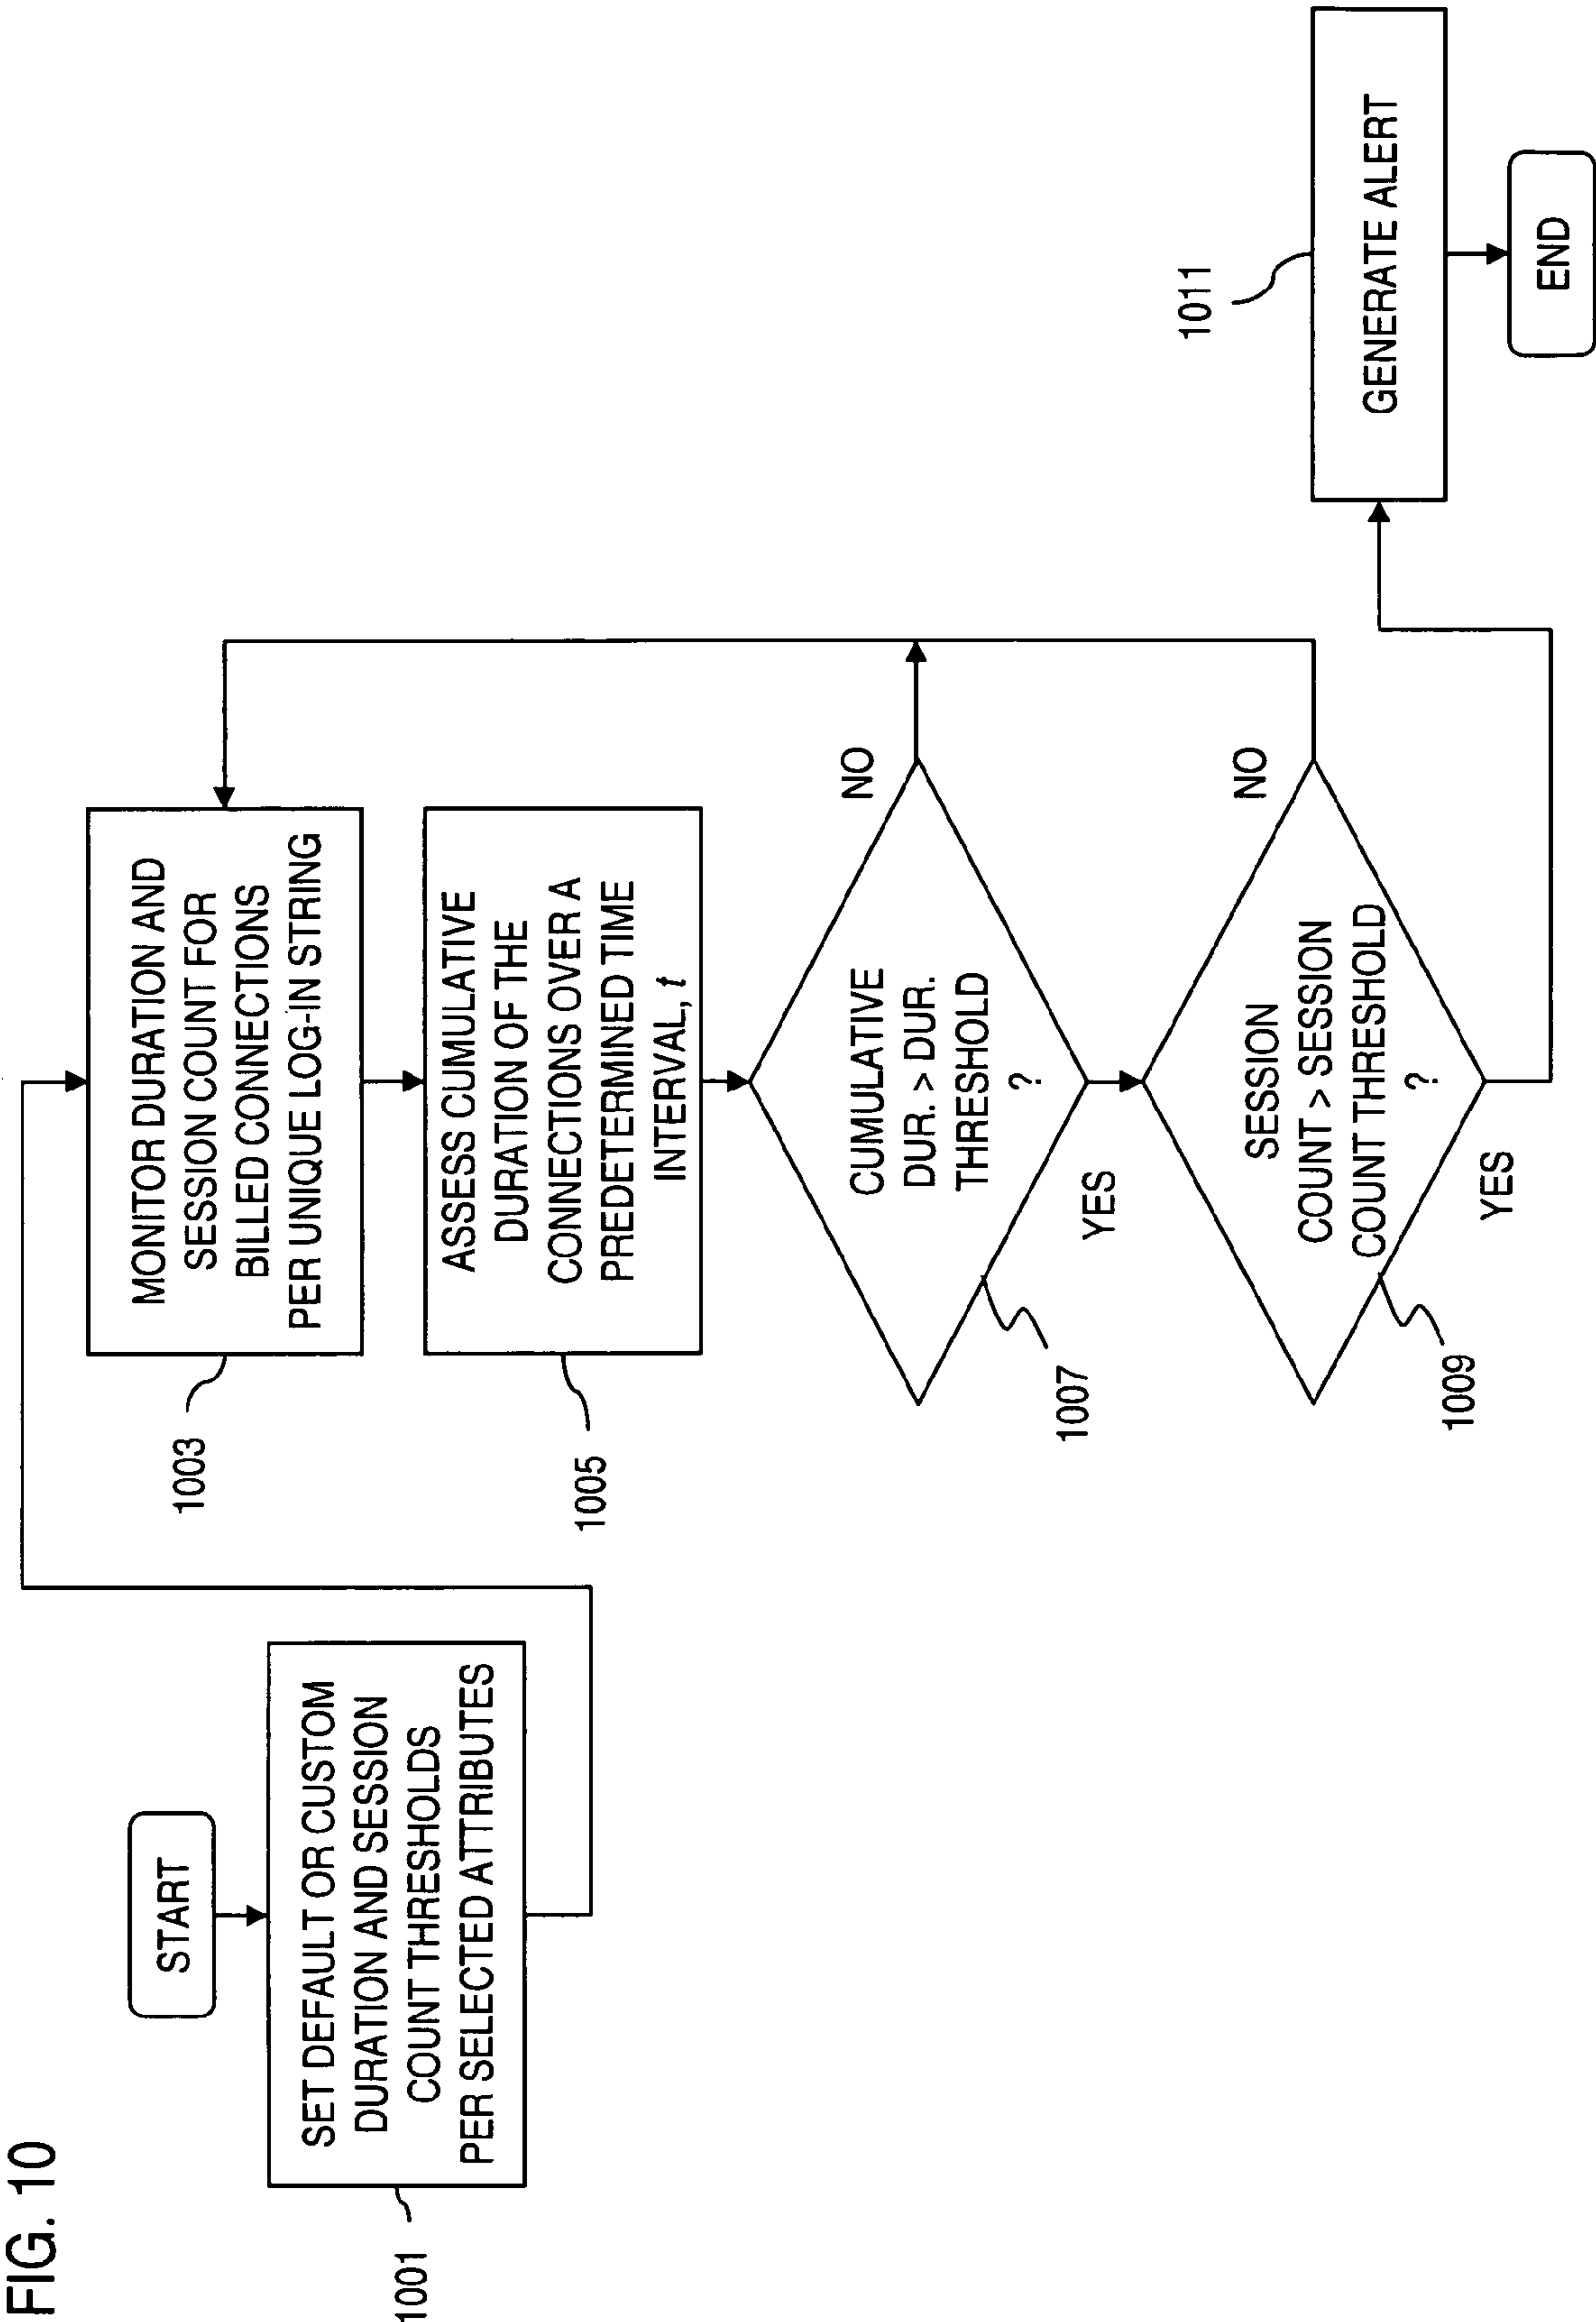 FIG. 10
START
SET DEFAULT OR CUSTOM
DURATION AND SESSION
COUNT THRESHOLDS
PER SELECTED ATTRIBUTES
1001
MONITOR DURATION AND
SESSION COUNT FOR
BILLED CONNECTIONS
PER UNIQUE LOG-IN STRING
1003
ASSESS CUMULATIVE
DURATION OF THE
CONNECTIONS OVER A
PREDETERMINED TIME
INTERVAL, t
1005
CUMULATIVE
DUR. > DUR.
THRESHOLD
?
NO
YES
1007
SESSION
COUNT > SESSION
COUNT THRESHOLD
?
NO
YES
1009
1011
GENERATE ALERT
END